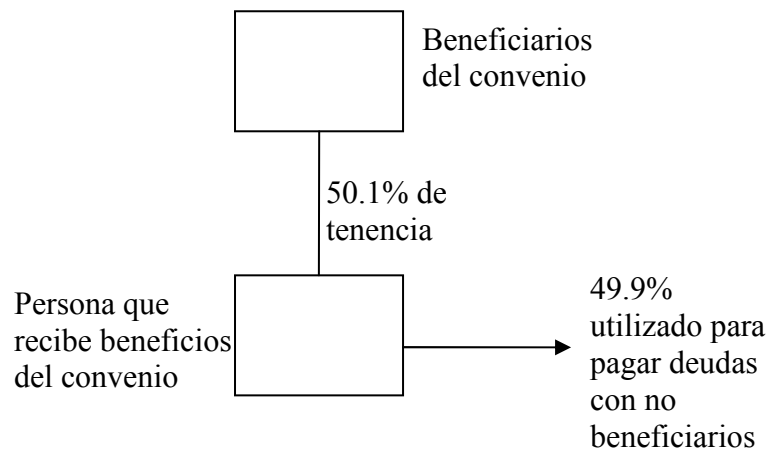 Beneficiarios
del convenio
50.1% de
tenencia
Persona que
recibe beneficios
del convenio
49.9%
utilizado para
pagar deudas
con no
beneficiarios